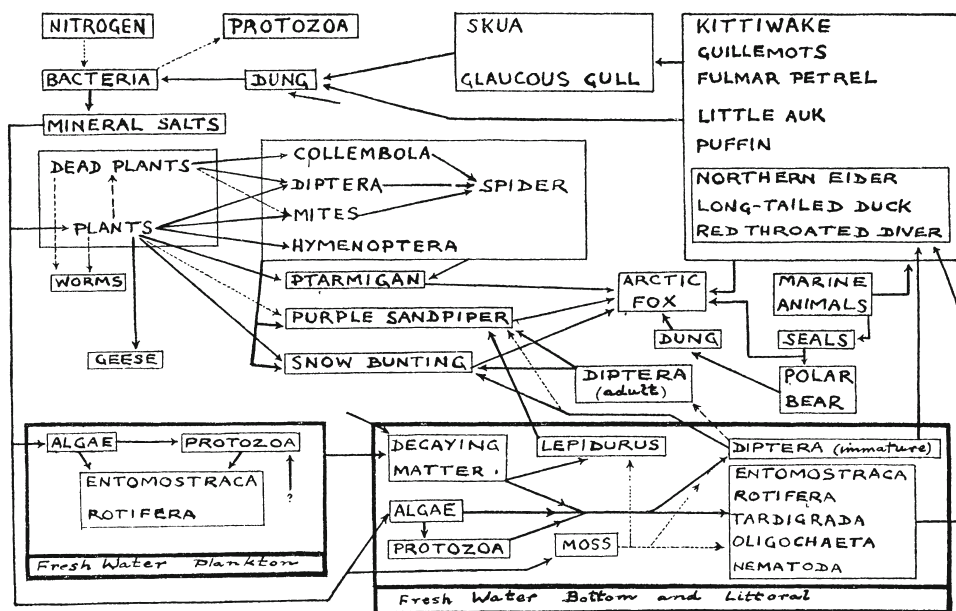 NITROGEN
PROTOZOA
BACTERIA
DUNG
MINERAL SALTS
SKUA
GLAUCOUS GULL
KITTIWAKE
GUILLEMOTS
FULMAR PETREL
LITTLE AUK
PUFFIN
NORTHERN EIDER
LONG-TAILED DUCK
RED THROATED DIVER
DEAD PLANTS
PLANTS
WORMS
GEESE
COLLEMBOLA
DIPTERA
MITES
HYMENOPTERA
SPIDER
PTARMIGAN
PURPLE SANDPIPER
SNOW BUNTING
ARCTIC
FOX
MARINE
ANIMALS
DUNG
SEALS
POLAR
BEAR
DIPTERA
(adult)
ALGAE
PROTOZOA
ENTOMOSTRACA
ROTIFERA
?
Fresh Water Plankton
DECAYING
MATTER.
LEPIDURUS
DIPTERA (immature)
ALGAE
PROTOZOA
MOSS
ENTOMOSTRACA
ROTIFERA
TARDIGRADA
OLIGOCHAETA
NEMATODA
Fresh Water Bottom and Littoral